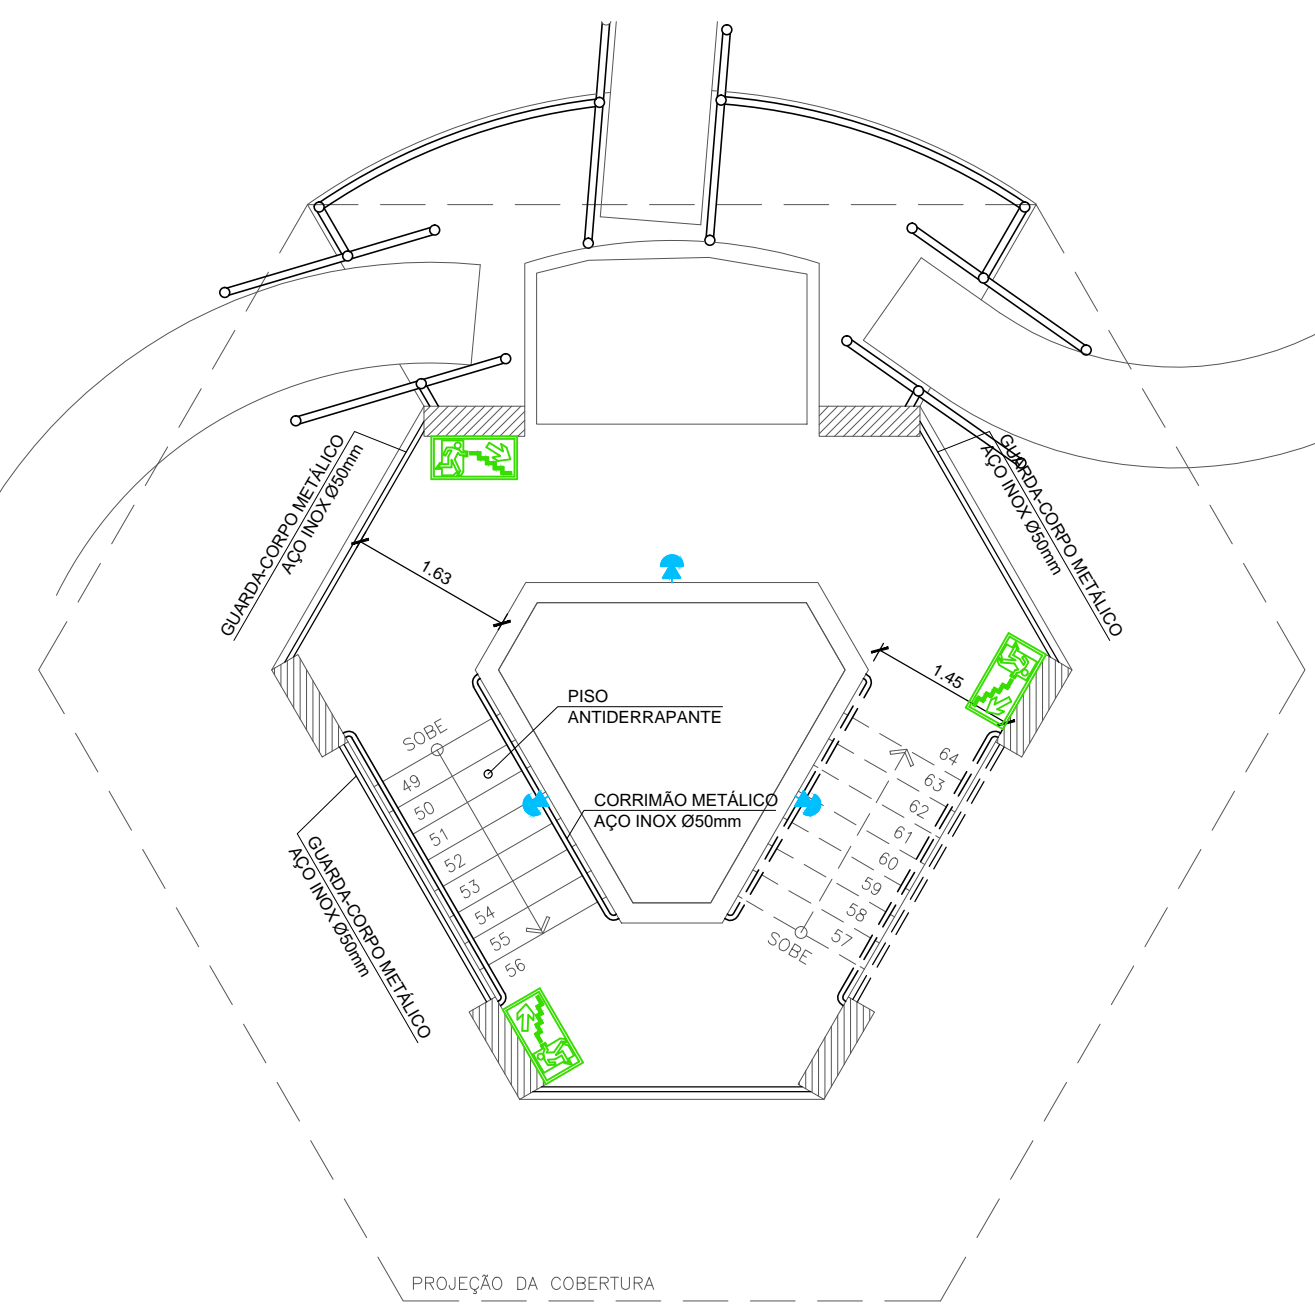 GUARDA-CORPO METÁLICO
AÇO INOX Ø50mm
GUARDA-CORPO METÁLICO
AÇO INOX Ø50mm
1.63
1.45
PISO
ANTIDERRAPANTE
SOBE
49
50
51
52
53
54
55
56
CORRIMÃO METÁLICO
AÇO INOX Ø50mm
64
63
62
61
60
59
58
57
SOBE
GUARDA-CORPO METÁLICO
AÇO INOX Ø50mm
PROJEÇÃO DA COBERTURA